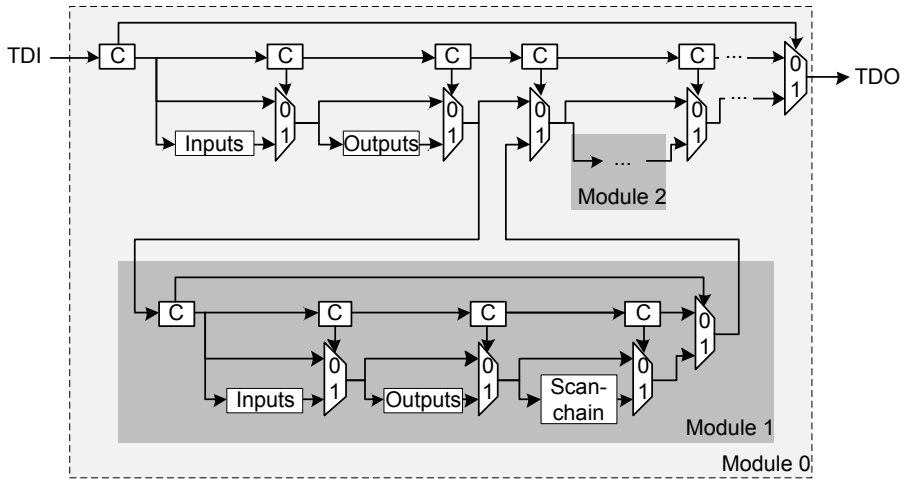 TDI
C
C
C
C
C
...
0
1
TDO
0
1
0
1
0
1
0
1
...
Inputs
Outputs
...
Module 2
C
C
C
C
0
1
0
1
0
1
0
1
Inputs
Outputs
Scan-
chain
Module 1
Module 0